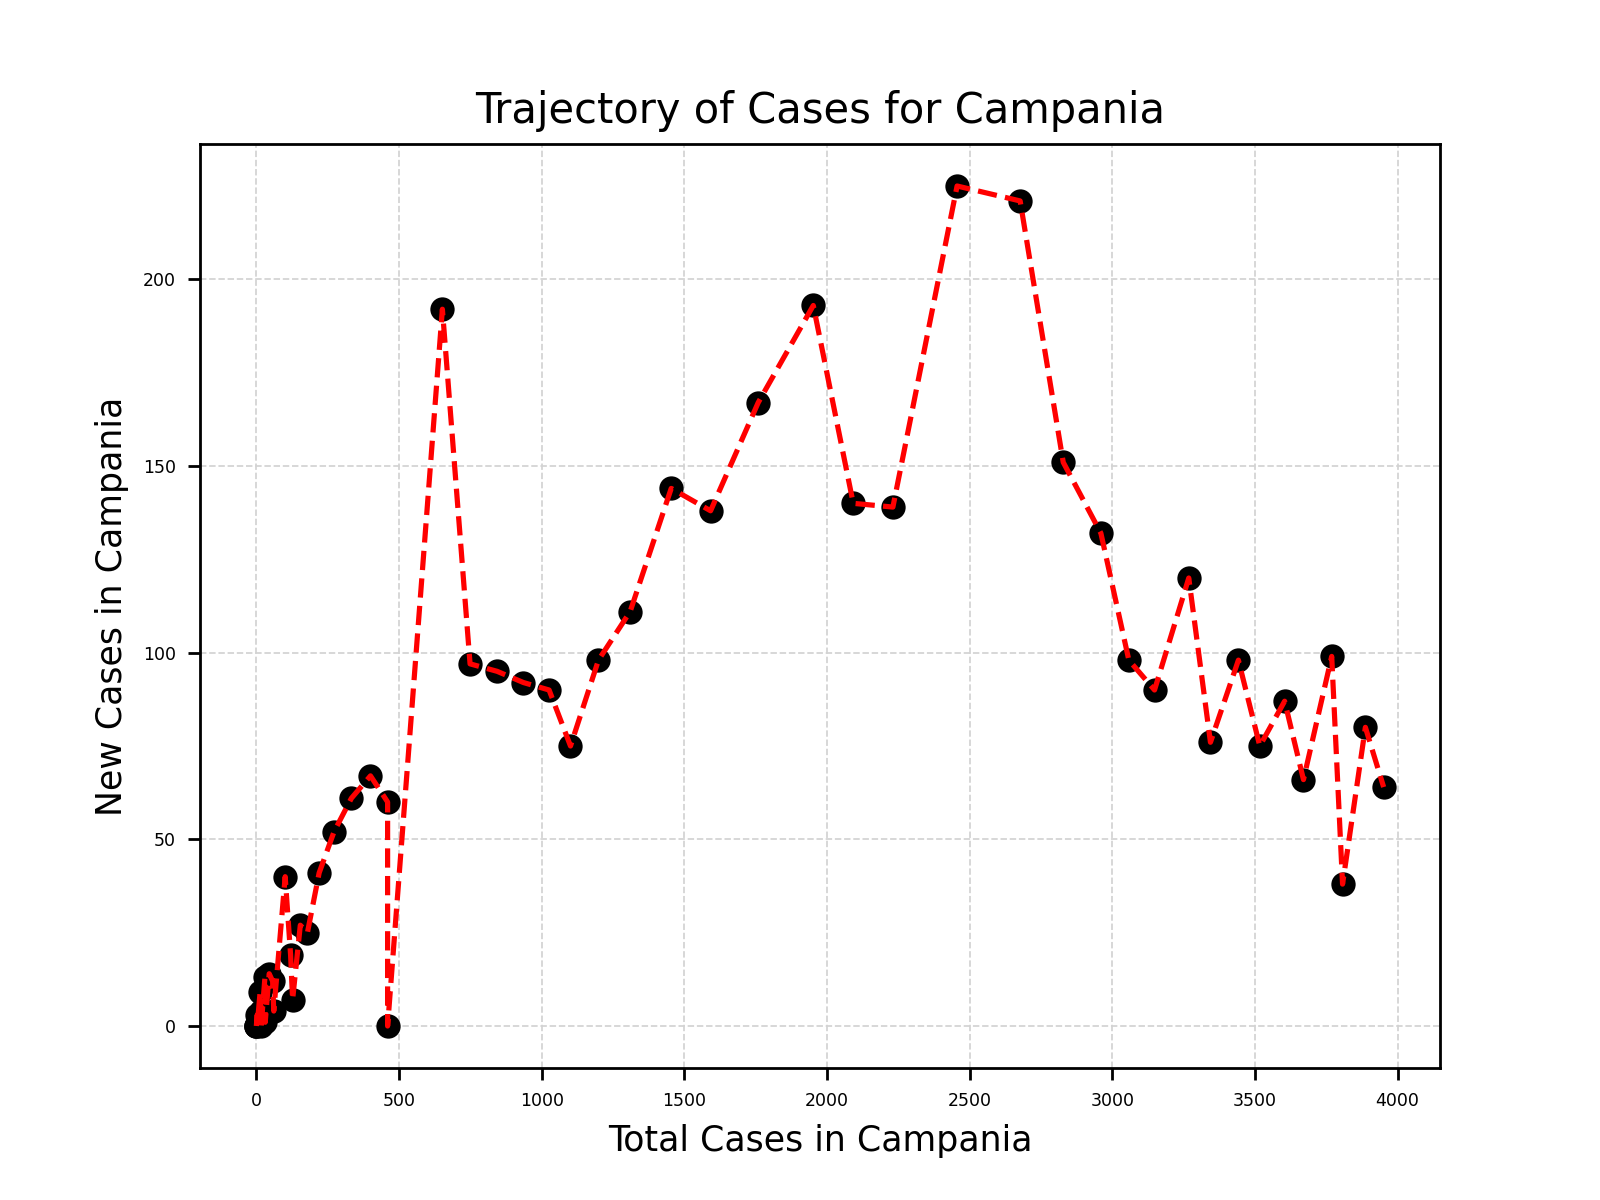 Trajectory of Cases for Campania
New Cases in Campania
200
150
100
50
0
0 500 1000 1500 2000 2500 3000 3500 4000
Total Cases in Campania